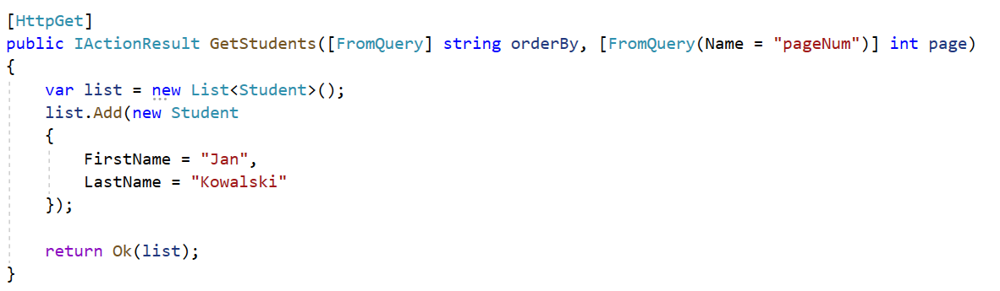 [HttpGet]
public IActionResult GetStudents([FromQuery] string orderBy, [FromQuery(Name = "pageNum")] int page)
{
    var list = new List<Student>();
    list.Add(new Student
    {
        FirstName = "Jan",
        LastName = "Kowalski"
    });

    return Ok(list);
}